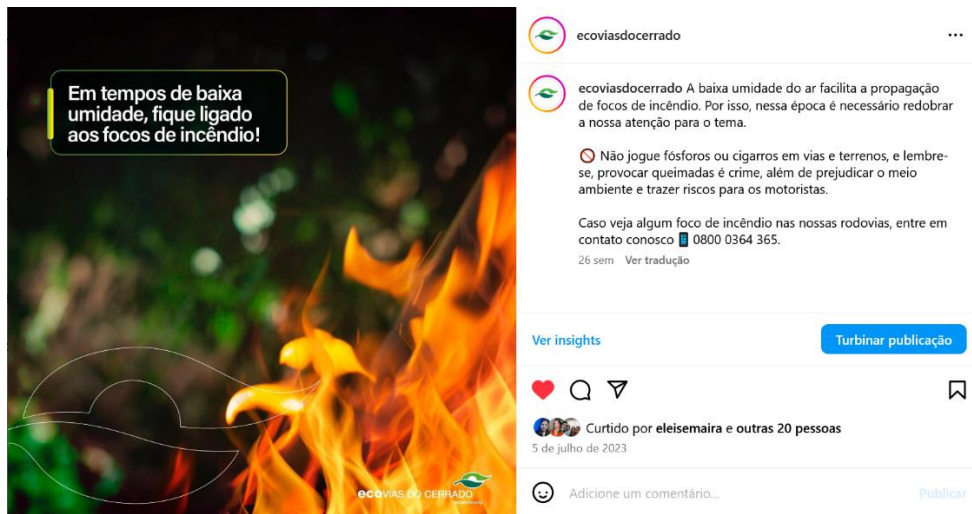 Em tempos de baixa
umidade, fique ligado
aos focos de incêndio!
ecoVIAS DO CERRADO
ecoviasdocerrado
ecoviasdocerrado A baixa umidade do ar facilita a propagação
de focos de incêndio. Por isso, nessa época é necessário redobrar
a nossa atenção para o tema.
Não jogue fósforos ou cigarros em vias e terrenos, e lembre-
se, provocar queimadas é crime, além de prejudicar o meio
ambiente e trazer riscos para os motoristas.
Caso veja algum foco de incêndio nas nossas rodovias, entre em
contato conosco 0800 0364 365.
26 sem Ver tradução
Ver insights
Turbinar publicação
Curtido por eleisemaira e outras 20 pessoas
5 de julho de 2023
Adicione um comentário...
Publicar